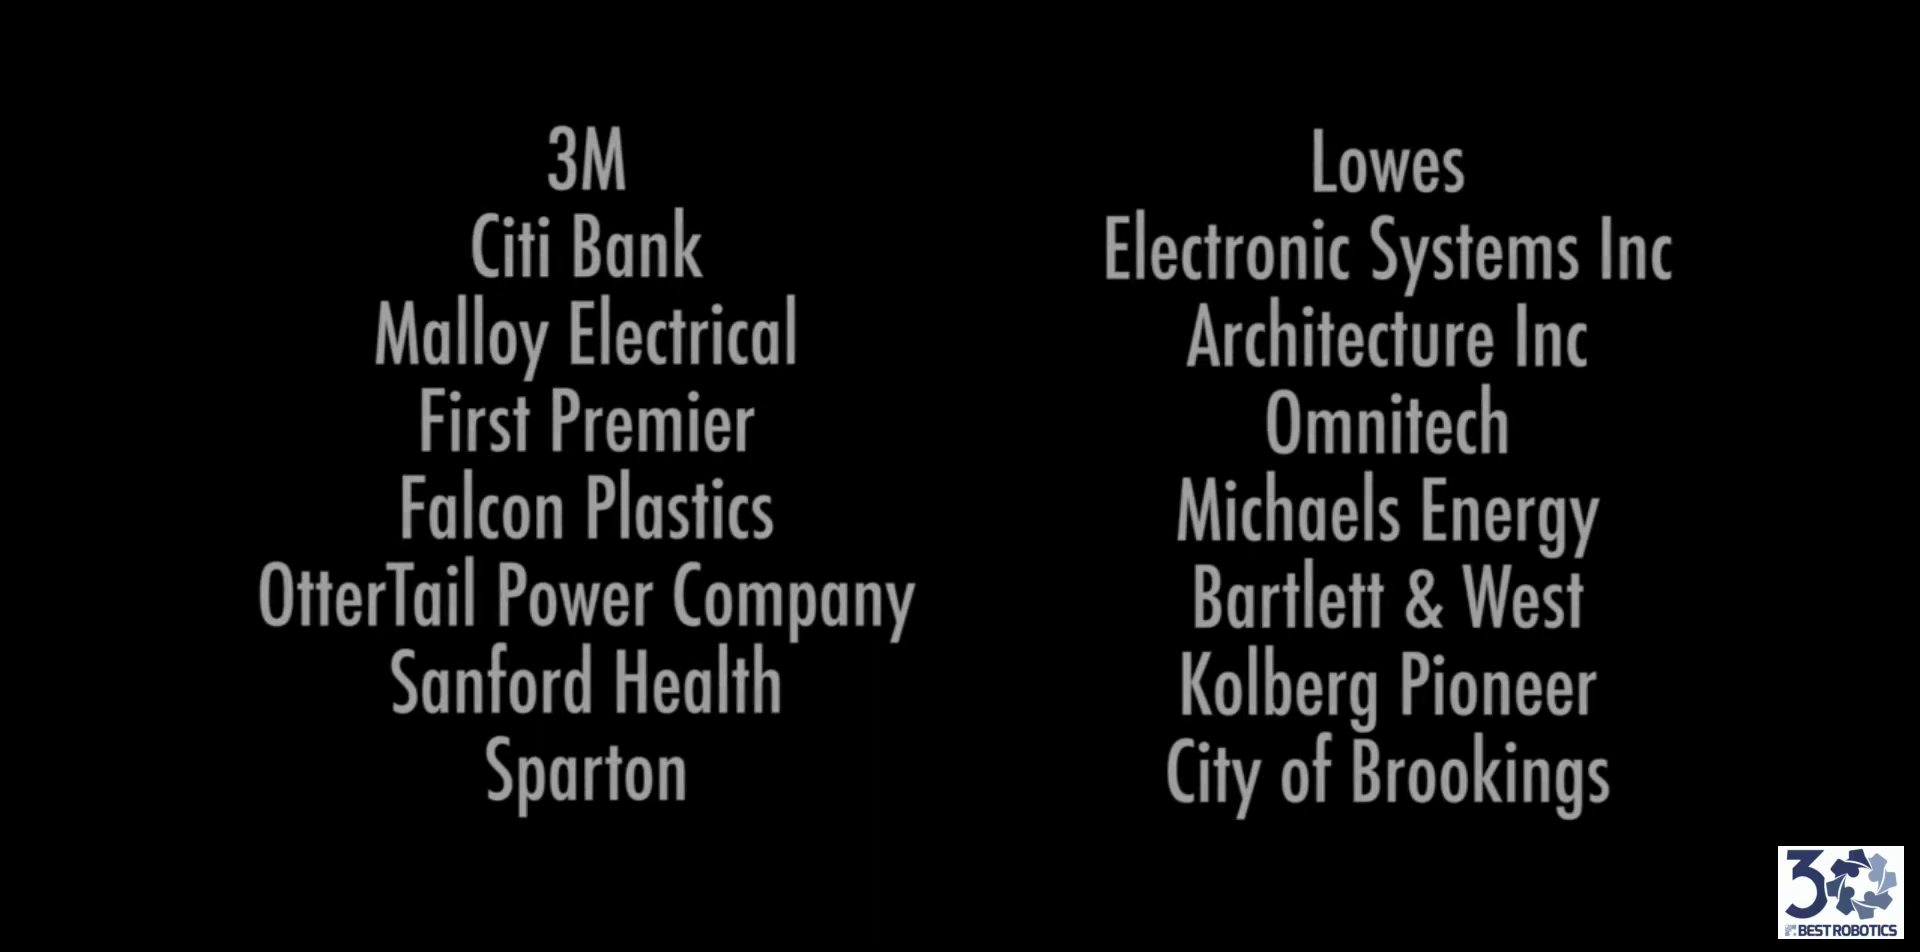 3M
Citi Bank
Malloy Electrical
First Premier
Falcon Plastics
OtterTail Power Company
Sanford Health
Sparton
Lowes
Electronic Systems Inc
Architecture Inc
Omnitech
Michaels Energy
Bartlett & West
Kolberg Pioneer
City of Brookings
30
BEST ROBOTICS